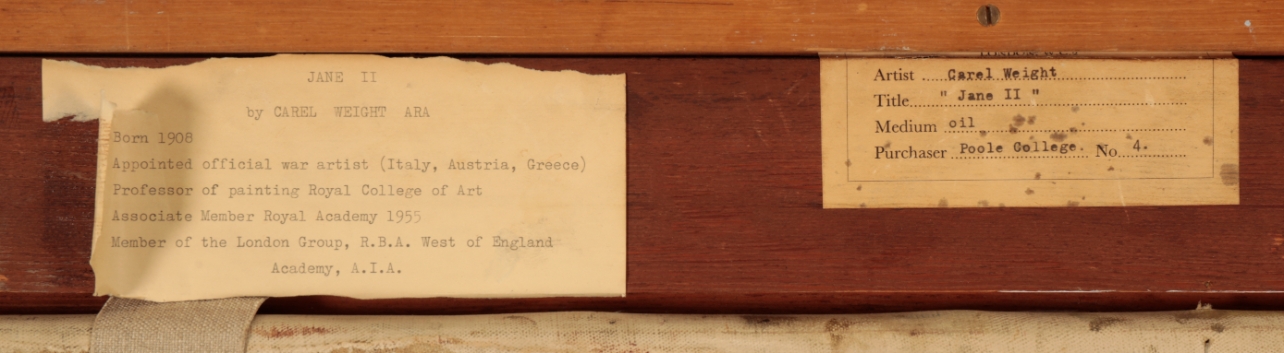 JANE II
by CAREL WEIGHT ARA
Born 1908
Appointed official war artist (Italy, Austria, Greece)
Professor of painting Royal College of Art
Associate Member Royal Academy 1955
Member of the London Group, R.B.A. West of England
Academy, A.I.A.
Artist ....Carel Weight
Title...." Jane II "
Medium oil
Purchaser Poole College. No. 4.